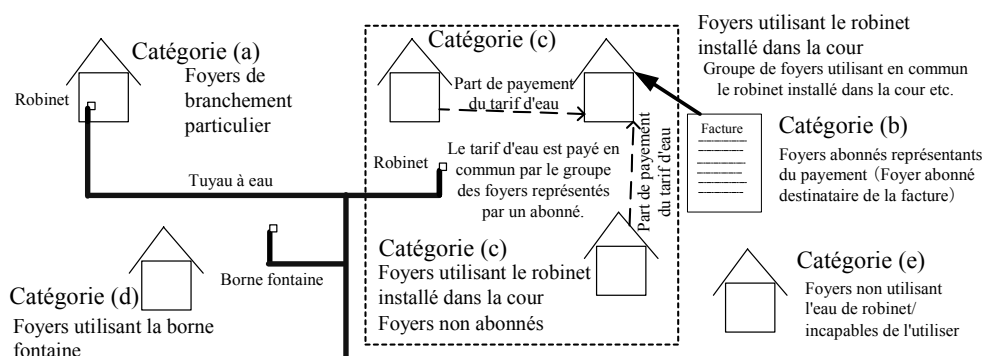 Catégorie (a)
Foyers de
branchement
particulier
Robinet
Tuyau à eau
Catégorie (c)
Part de payement
du tarif d'eau
Robinet
Le tarif d'eau est payé en
commun par le groupe
des foyers représentés
par un abonné.
Part de payement
du tarif d'eau
Catégorie (c)
Foyers utilisant le robinet
installé dans la cour
Foyers non abonnés
Foyers utilisant le robinet
installé dans la cour
Groupe de foyers utilisant en commun
le robinet installé dans la cour etc.
Facture
Catégorie (b)
Foyers abonnés représentants
du payement (Foyer abonné
destinataire de la facture)
Borne fontaine
Catégorie (d)
Foyers utilisant la borne
fontaine
Catégorie (e)
Foyers non utilisant
l'eau de robinet/
incapables de l'utiliser